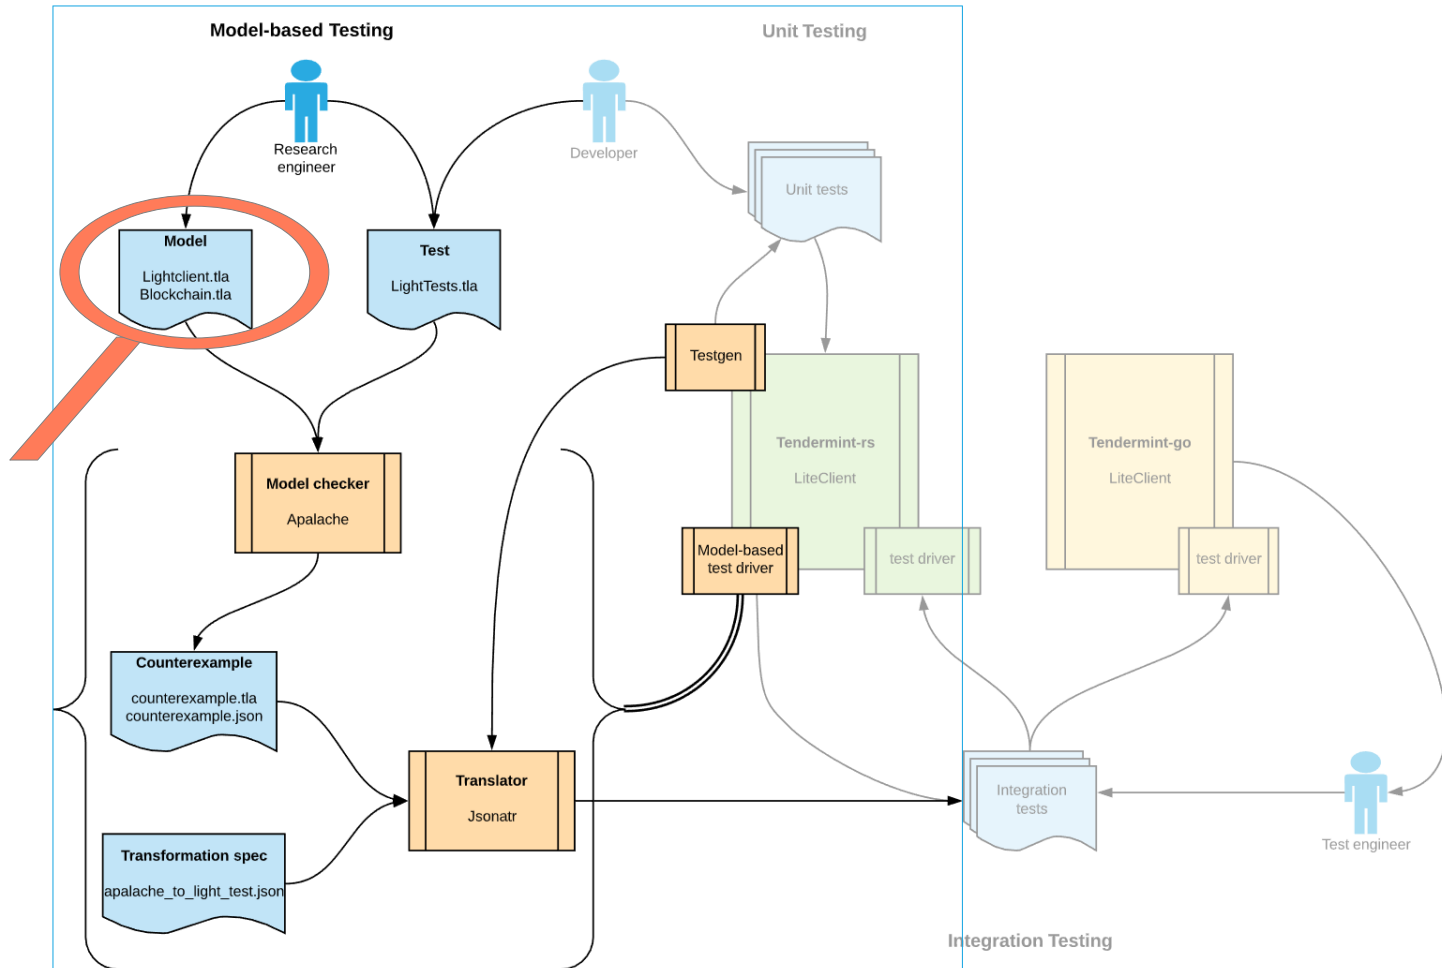 Model-based Testing
Unit Testing
Research
engineer
Developer
Unit tests
Model
Lightclient.tla
Blockchain.tla
Test
LightTests.tla
Testgen
Tendermint-rs
LiteClient
Tendermint-go
LiteClient
Model checker
Apalache
Model-based
test driver
test driver
test driver
Counterexample
counterexample.tla
counterexample.json
Translator
Jsonatr
Integration
tests
Test engineer
Transformation spec
apalache_to_light_test.json
Integration Testing